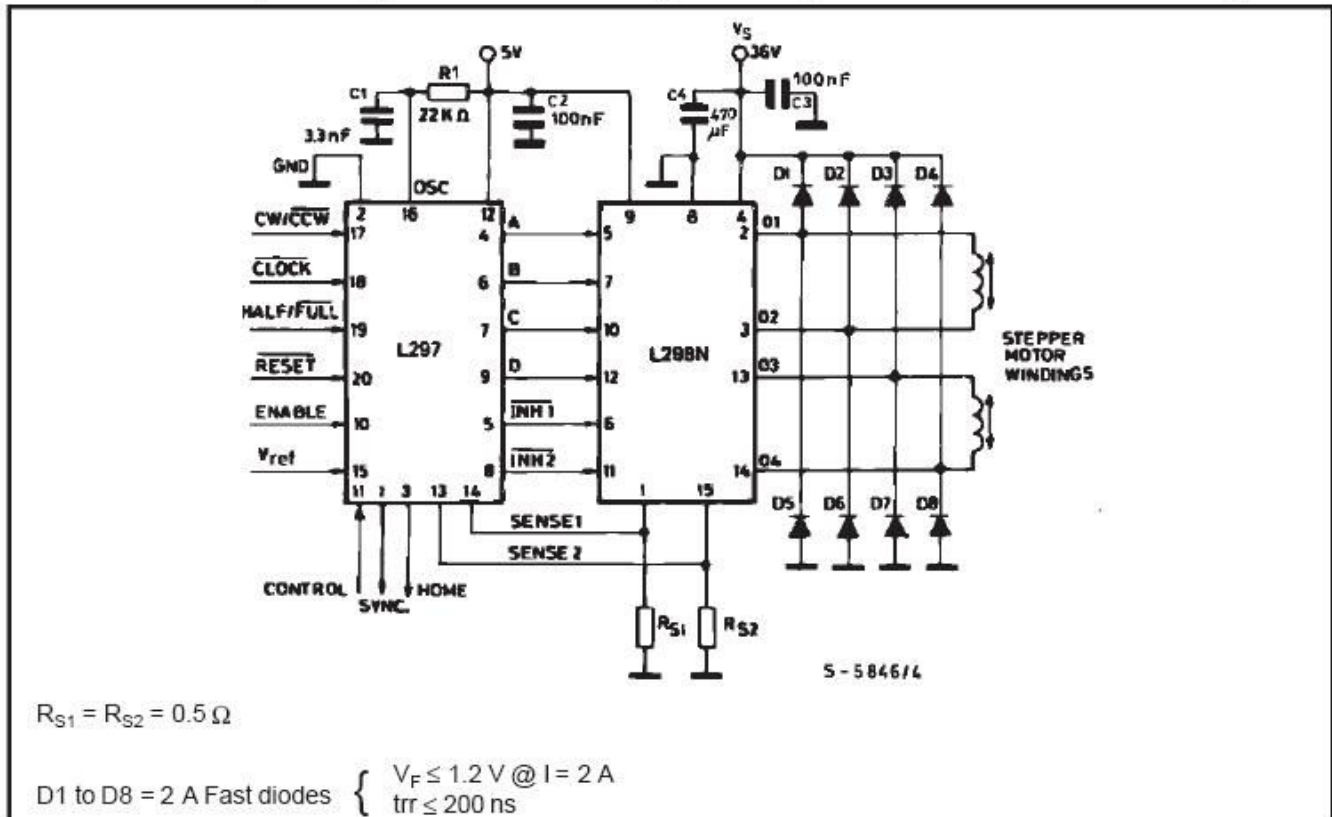 Vs
5V
36V
R1
C1
22KΩ
C2
100nF
C4
470
µF
100nF
C3
3.3nF
GND
OSC
D1
D2
D3
D4
2
16
12
9
8
4
CW/CCW
17
4
A
5
2
01
CLOCK
18
6
B
7
HALF/FULL
19
7
C
10
3
02
L297
L298N
STEPPER
MOTOR
WINDINGS
RESET
20
9
D
12
13
03
ENABLE
10
5
INH1
6
Vref
15
8
INH2
11
14
04
11
1
3
13
14
1
15
D5
D6
D7
D8
SENSE1
SENSE 2
CONTROL
SYNC.
HOME
RS1
RS2
S-5846/4
RS1 = RS2 = 0.5 Ω
D1 to D8 = 2 A Fast diodes {
VF ≤ 1.2 V @ I = 2 A
trr ≤ 200 ns